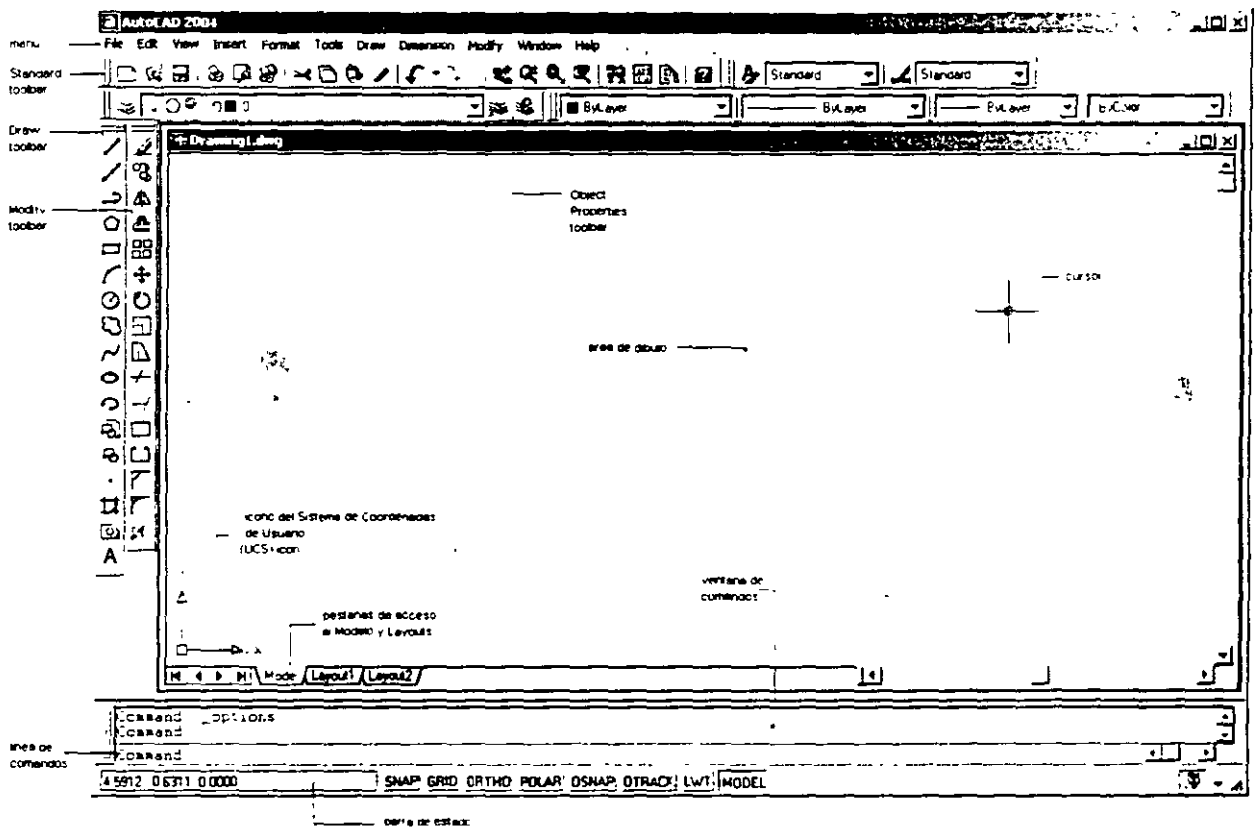 AutoCAD 2004
menu
File Edit View Insert Format Tools Draw Dimension Modify Window Help
Standard
toolbar
Standard
Standard
0
ByLayer
ByLayer
ByLayer
ByColor
Draw
toolbar
Drawing1.dwg
Modify
toolbar
Object
Properties
toolbar
cursor
area de dibujo
icono del Sistema de Coordenadas
de Usuario
(UCS) icon
ventana de
comandos
pestañas de acceso
a Modelo y Layouts
X
Model Layout1 Layout2
Command _options
Command
Command
linea de
comandos
4.5912 0.6311 0.0000
SNAP GRID ORTHO POLAR OSNAP OTRACK LWT MODEL
barra de estado
A